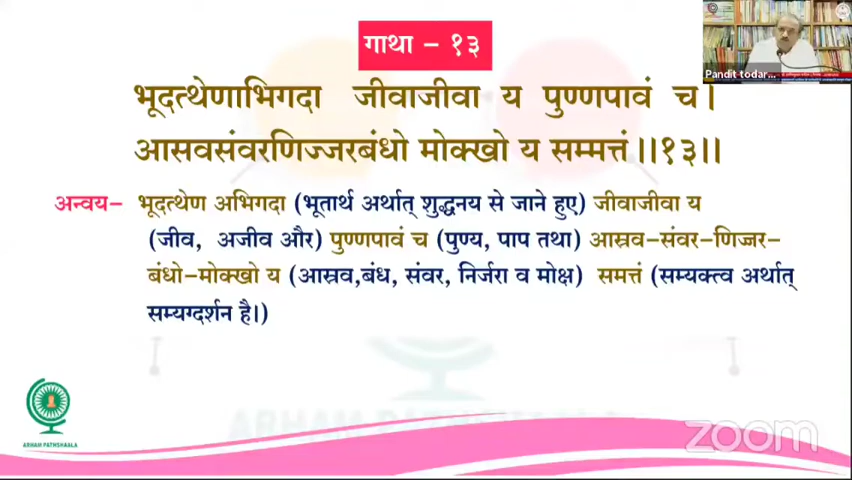 गाथा - १३
Pandit todar...
भूदत्थेणाभिगदा जीवाजीवा य पुण्णपावं च।
आसवसंवरणिज्जरबंधो मोक्खो य सम्मत्तं।।१३।।
अन्वय– भूदत्थेण अभिगदा (भूतार्थ अर्थात् शुद्धनय से जाने हुए) जीवाजीवा य
(जीव, अजीव और) पुण्णपावं च (पुण्य, पाप तथा) आस्रव–संवर–णिज्जर–
बंधो–मोक्खो य (आस्रव,बंध, संवर, निर्जरा व मोक्ष) समत्तं (सम्यक्त्व अर्थात्
सम्यग्दर्शन है।)
ARHAM PATHSHAALA
zoom